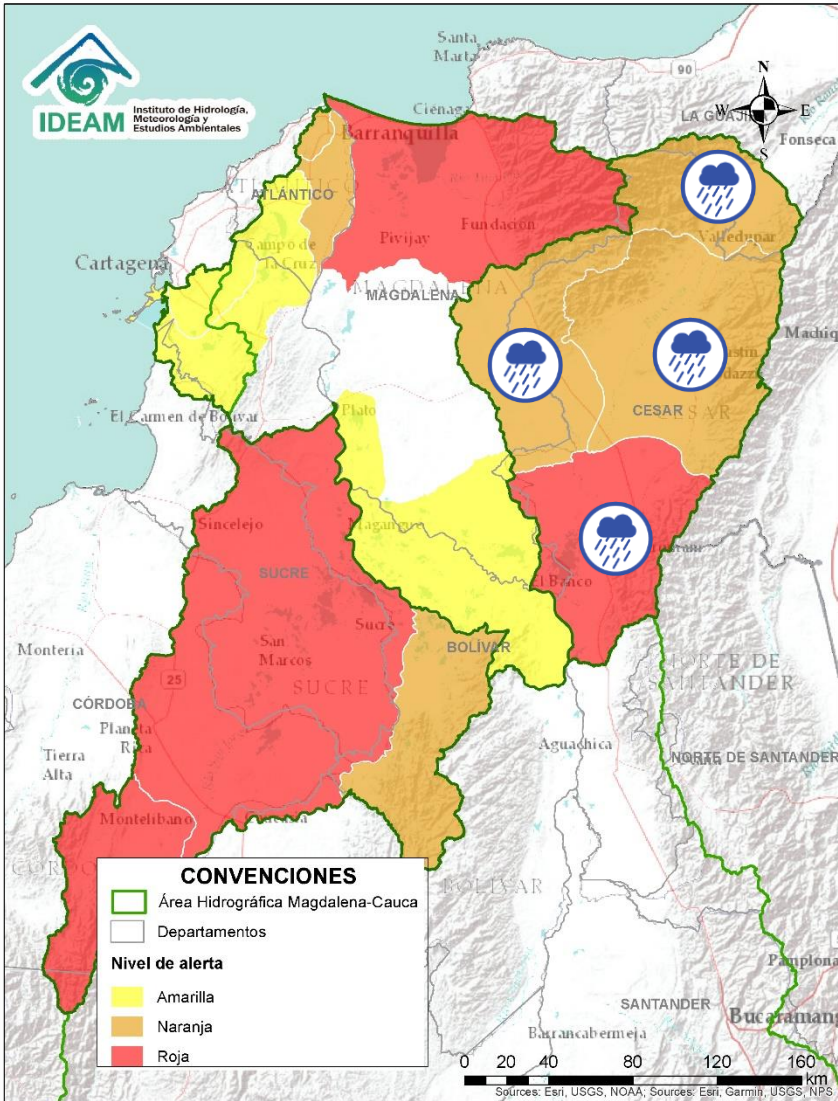 IDEAM
Instituto de Hidrología,
Meteorología y
Estudios Ambientales
Santa
Marta
90
N
W
E
S
LA GUAJI
Fonseca
Ciénaga
Barranquilla
ATLÁNTICO
Campo de
la Cruz
Cartagena
Pivijay
Fundación
Valledupar
MAGDALENA
MAGDALENA
Machiq
El Carmen de Bolívar
Plato
CESAR
CESAR
Sincelejo
Magangué
SUCRE
El Banco
Sucre
San
Marcos
BOLÍVAR
Montería
SUCRE
25
NORTE DE
SANTANDER
CÓRDOBA
Planeta
Rica
Tierra
Alta
Aguachica
NORTE DE SANTANDER
Montelíbano
BOLÍVAR
CONVENCIONES
Área Hidrográfica Magdalena-Cauca
Departamentos
Nivel de alerta
Amarilla
Naranja
Roja
Pamplona
SANTANDER
Bucaramang
Barrancabermeja
0 20 40 80 120 160
km
Sources: Esri, USGS, NOAA; Sources: Esri, Garmin, USGS, NPS